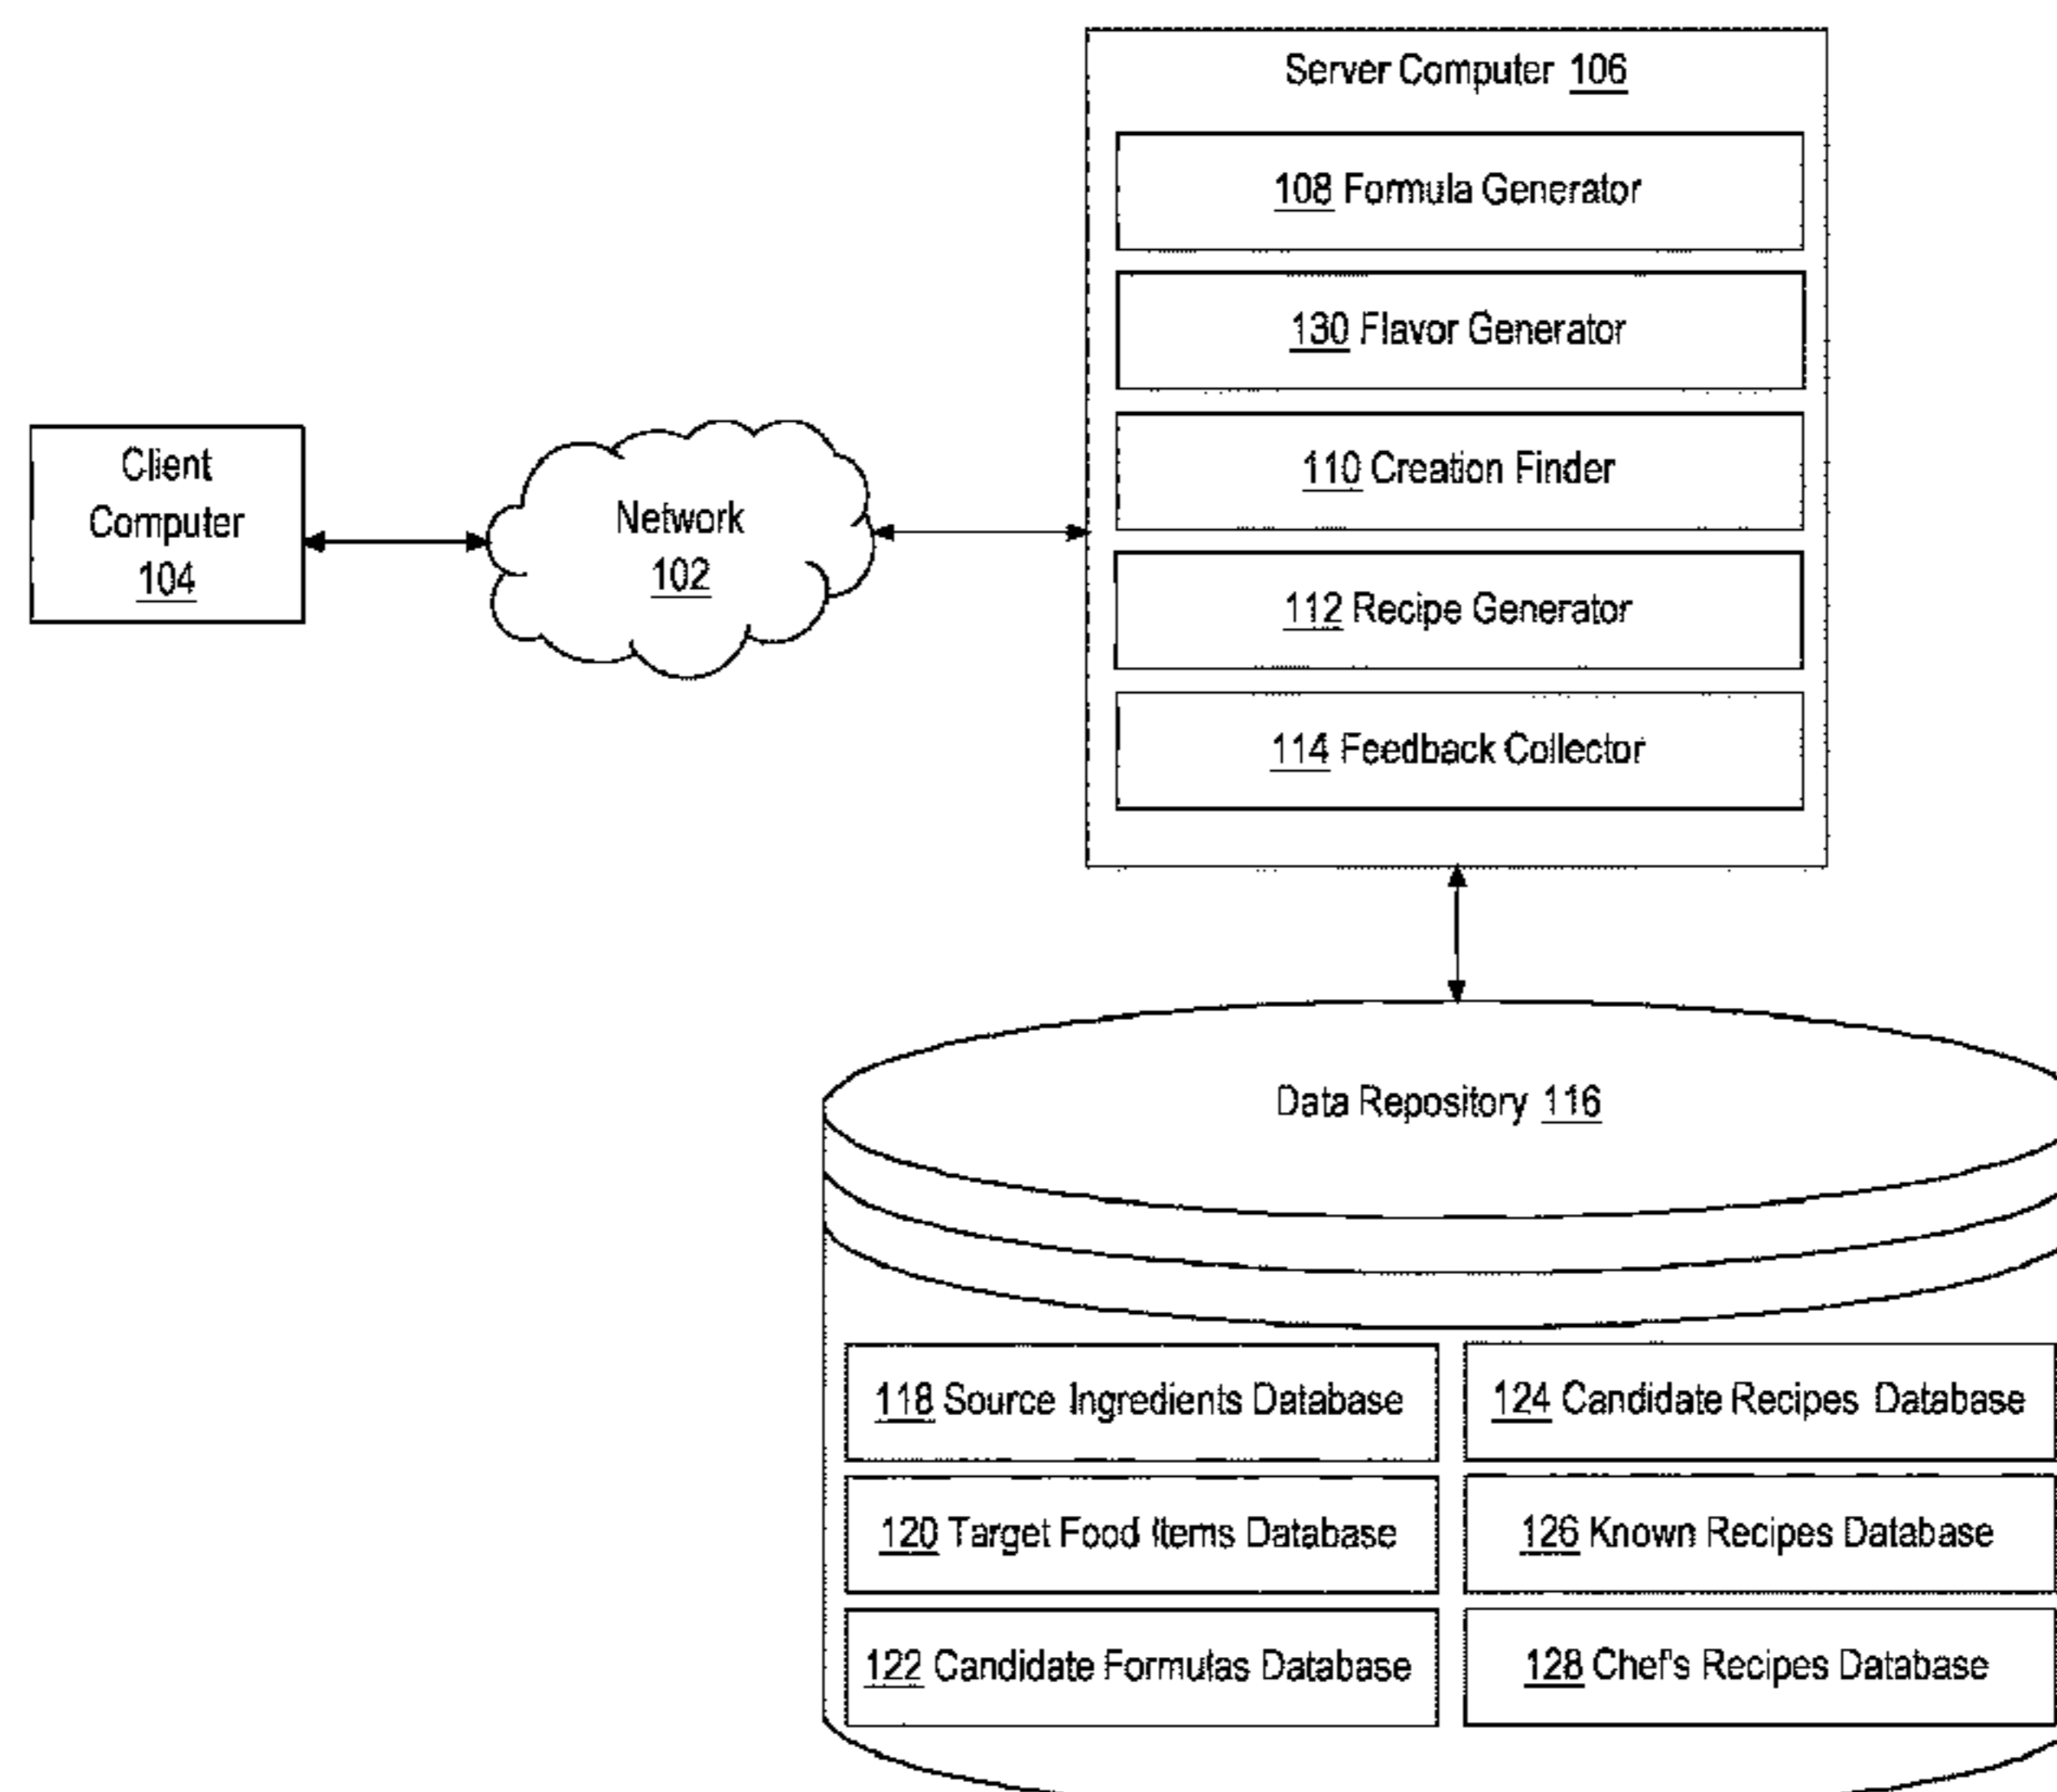 Server Computer 106
108 Formula Generator
130 Flavor Generator
110 Creation Finder
112 Recipe Generator
114 Feedback Collector
Client
Computer
104
Network
102
Data Repository 116
118 Source Ingredients Database
124 Candidate Recipes Database
120 Target Food Items Database
126 Known Recipes Database
122 Candidate Formulas Database
128 Chef's Recipes Database